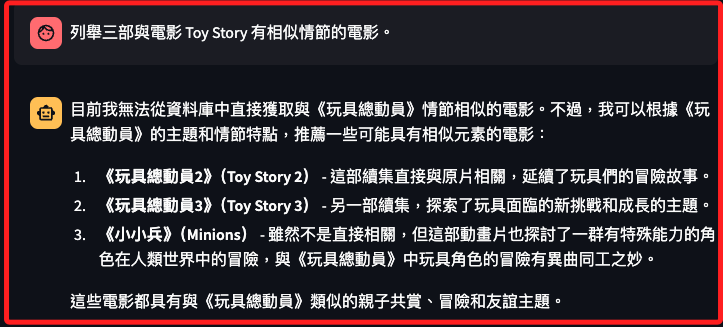 列舉三部與電影 Toy Story 有相似情節的電影。
目前我無法從資料庫中直接獲取與《玩具總動員》情節相似的電影。不過，我可以根據《玩
具總動員》的主題和情節特點，推薦一些可能具有相似元素的電影：
1. 《玩具總動員2》（Toy Story 2） - 這部續集直接與原片相關，延續了玩具們的冒險故事。
2. 《玩具總動員3》（Toy Story 3） - 另一部續集，探索了玩具面臨的新挑戰和成長的主題。
3. 《小小兵》（Minions） - 雖然不是直接相關，但這部動畫片也探討了一群有特殊能力的角
色在人類世界中的冒險，與《玩具總動員》中玩具角色的冒險有異曲同工之妙。
這些電影都具有與《玩具總動員》類似的親子共賞、冒險和友誼主題。